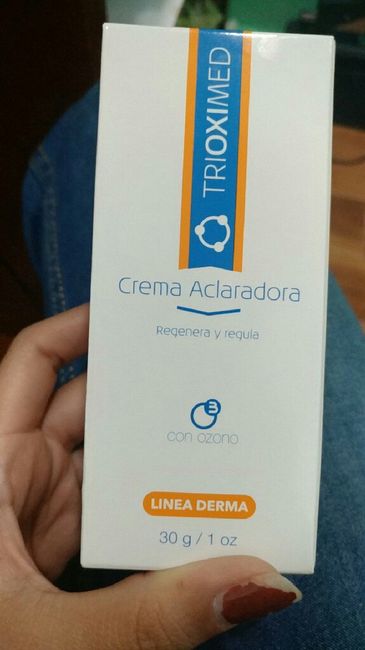 TRIOXIMED
Crema Aclaradora
Regenera y regula
con ozono
LINEA DERMA
30 g / 1 oz